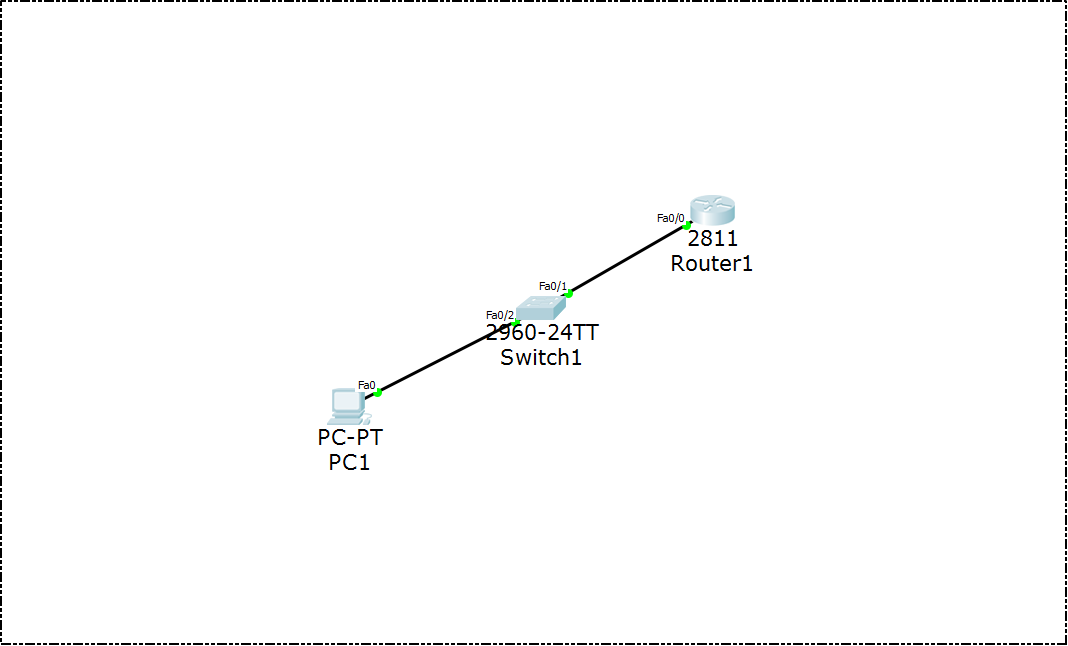 Fa0/0
2811
Router1
Fa0/1
Fa0/2
2960-24TT
Switch1
Fa0
PC-PT
PC1